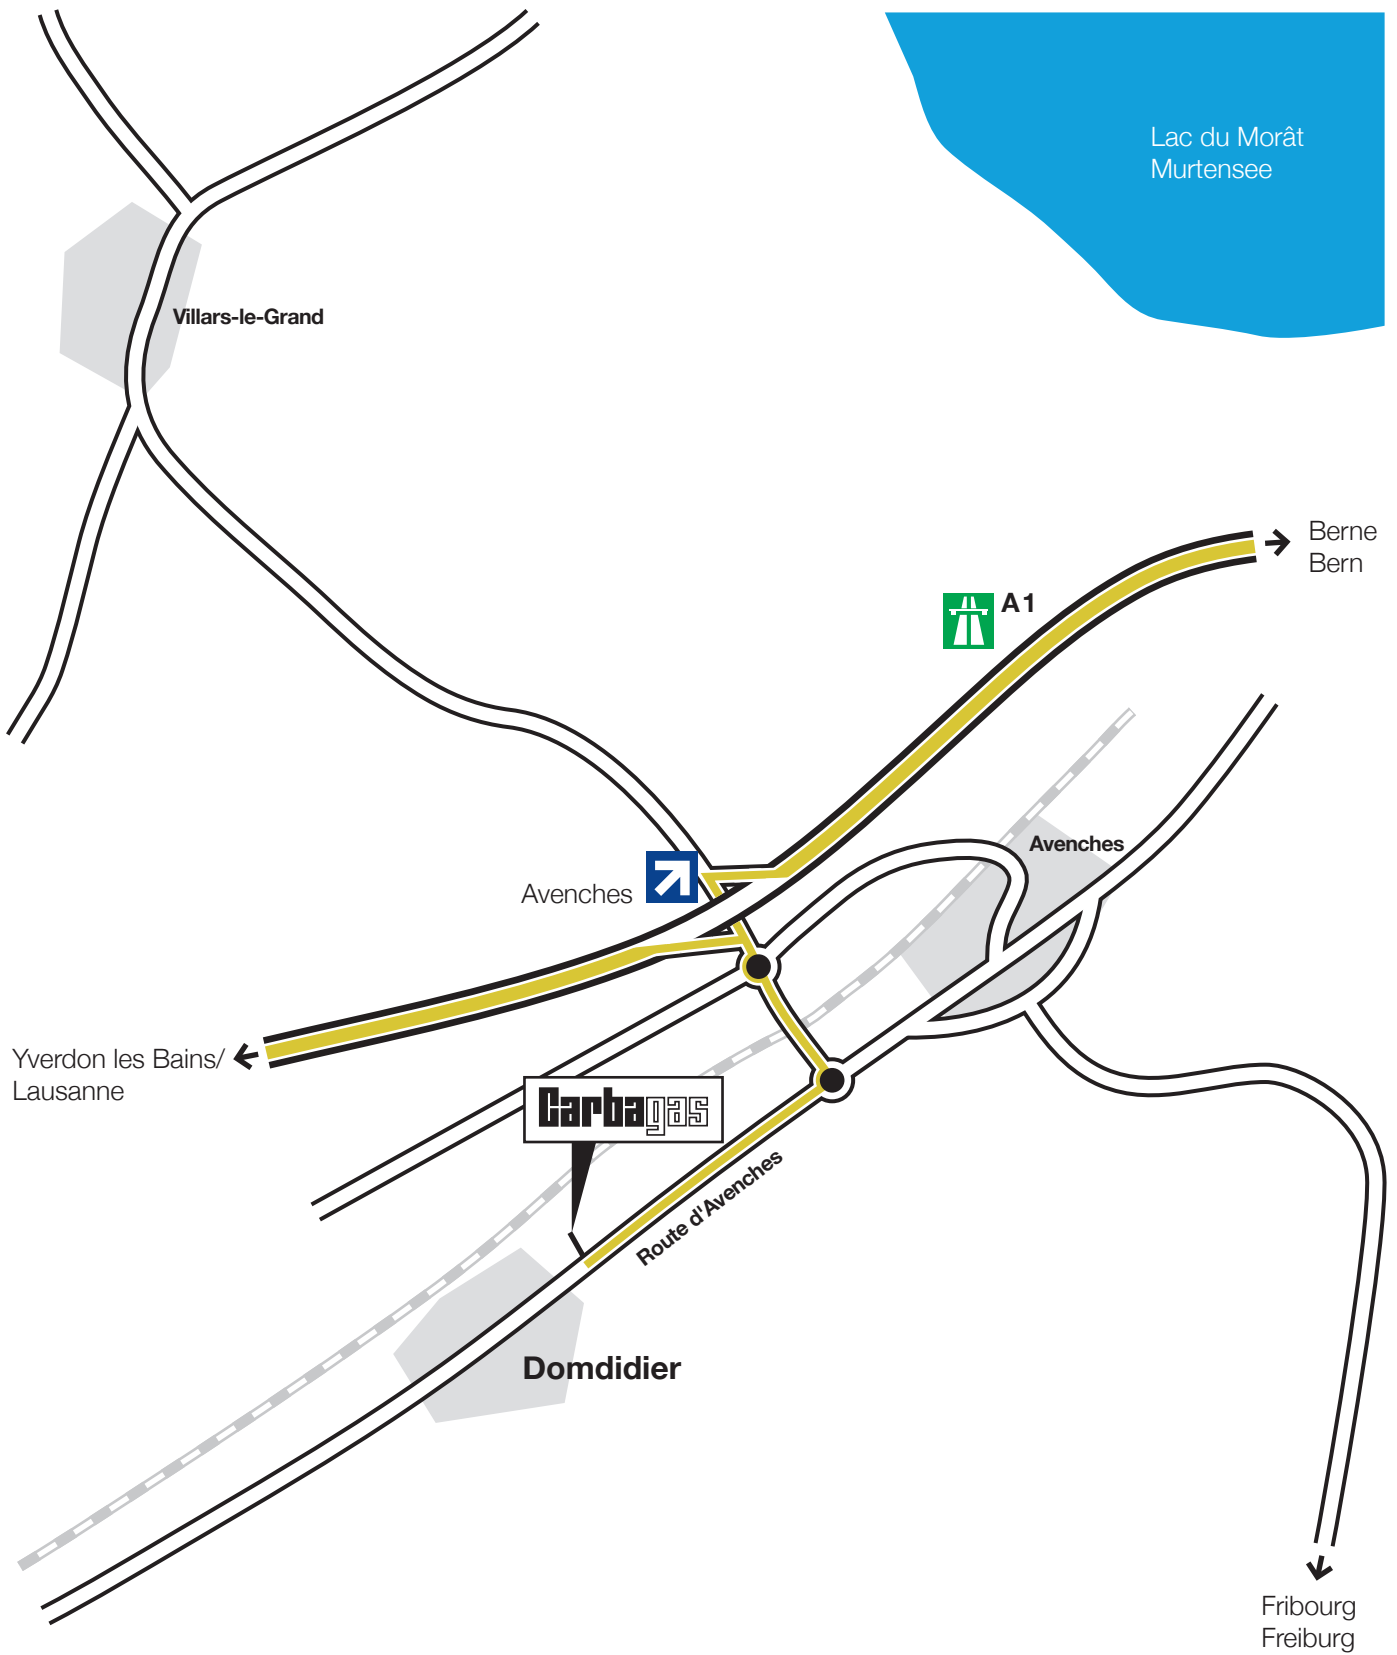 Lac du Morât
Murtensee
Villars-le-Grand
Berne
Bern
A1
Avenches
Avenches
Yverdon les Bains/
Lausanne
Carbagas
Route d'Avenches
Domdidier
Fribourg
Freiburg